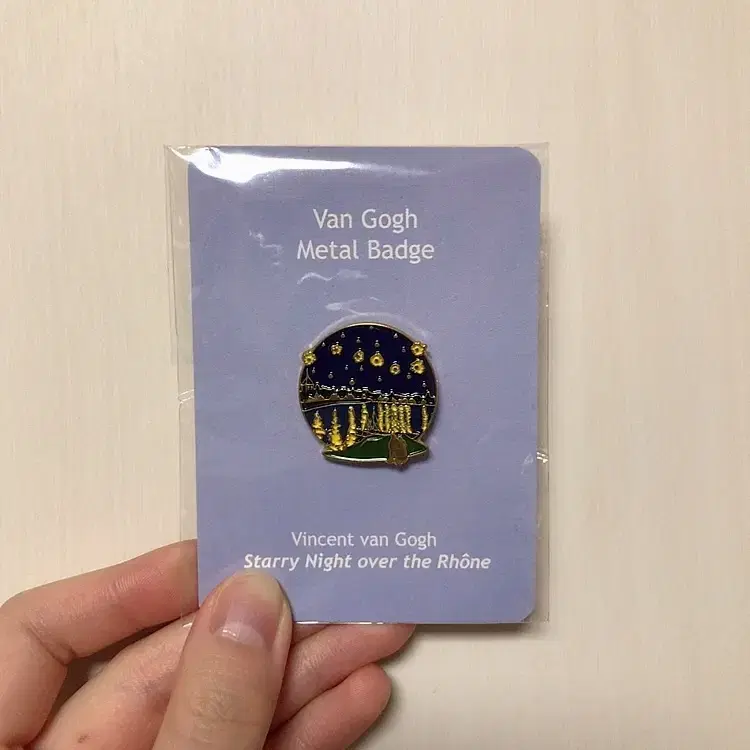 Van Gogh
Metal Badge
Vincent van Gogh
Starry Night over the Rhône